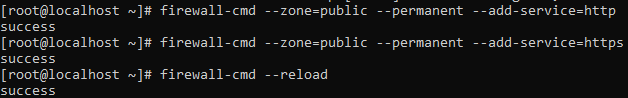 [root@localhost ~]# firewall-cmd --zone=public --permanent --add-service=http
success
[root@localhost ~]# firewall-cmd --zone=public --permanent --add-service=https
success
[root@localhost ~]# firewall-cmd --reload
success